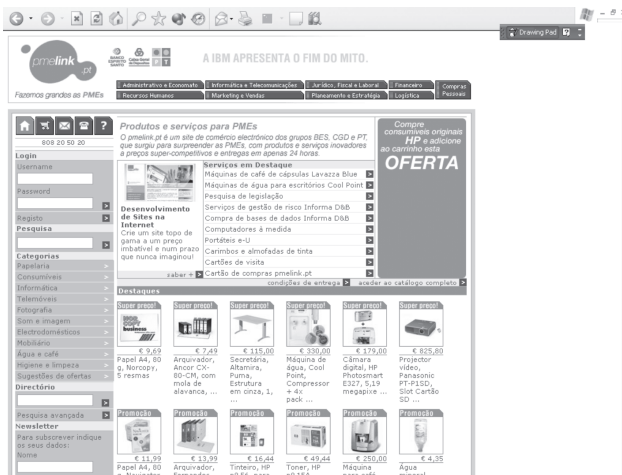 Drawing Pad
pmelink.pt
Fazemos grandes as PMEs
BANCO ESPIRITO SANTO
A IBM APRESENTA O FIM DO MITO.
Administrativo e Economato
Informática e Telecomunicações
Jurídico, Fiscal e Laboral
Financeiro
Compras Pessoais
Recursos Humanos
Marketing e Vendas
Planeamento e Estratégia
Logística
808 20 50 20
Login
Username
Password
Registo
Pesquisa
Categorias
Papelaria >
Consumíveis >
Informática >
Telemóveis >
Fotografia >
Som e imagem >
Electrodomésticos >
Mobiliário >
Água e café >
Higiene e limpeza >
Sugestões de ofertas >
Directório
Pesquisa avançada
Newsletter
Para subscrever indique
os seus dados:
Nome
Produtos e serviços para PMEs
O pmelink.pt é um site de comércio electrónico dos grupos BES, CGD e PT,
que surgiu para surpreender as PMEs, com produtos e serviços inovadores
a preços super-competitivos e entregas em apenas 24 horas.
Desenvolvimento
de Sites na
Internet
Crie um site topo de
gama a um preço
imbatível e num prazo
que nunca imaginou!
saber +
Serviços em Destaque
Máquinas de café de cápsulas Lavazza Blue
Máquinas de água para escritórios Cool Point
Pesquisa de legislação
Serviços de gestão de risco Informa D&B
Compra de bases de dados Informa D&B
Computadores à medida
Portáteis e-U
Carimbos e almofadas de tinta
Cartões de visita
Cartão de compras pmelink.pt
condições de entrega
aceder ao catálogo completo
Compre
consumíveis originais
HP e adicione
ao carrinho esta
OFERTA
Destaques
Super preço! Super preço! Super preço! Super preço! Super preço! Super preço!
€ 9,69
Papel A4, 80
g, Norcopy,
5 resmas
€ 7,49
Arquivador,
Ancor CX-
80-CM, com
mola de
alavanca, ...
€ 115,00
Secretária,
Altamira,
Puma,
Estrutura
em cinza, 1,
...
€ 330,00
Máquina de
água, Cool
Point,
Compressor
+ 4x
pack ...
€ 179,00
Câmara
digital, HP
Photosmart
E327, 5,19
megapixe ...
€ 825,80
Projector
vídeo,
Panasonic
PT-P1SD,
Slot Cartão
SD ...
Promoção Promoção Promoção Promoção Promoção Promoção
€ 11,99
Papel A4, 80
€ 13,99
Arquivador,
€ 16,44
Tinteiro, HP
€ 49,44
Toner, HP
€ 250,00
Máquina
€ 4,35
Água